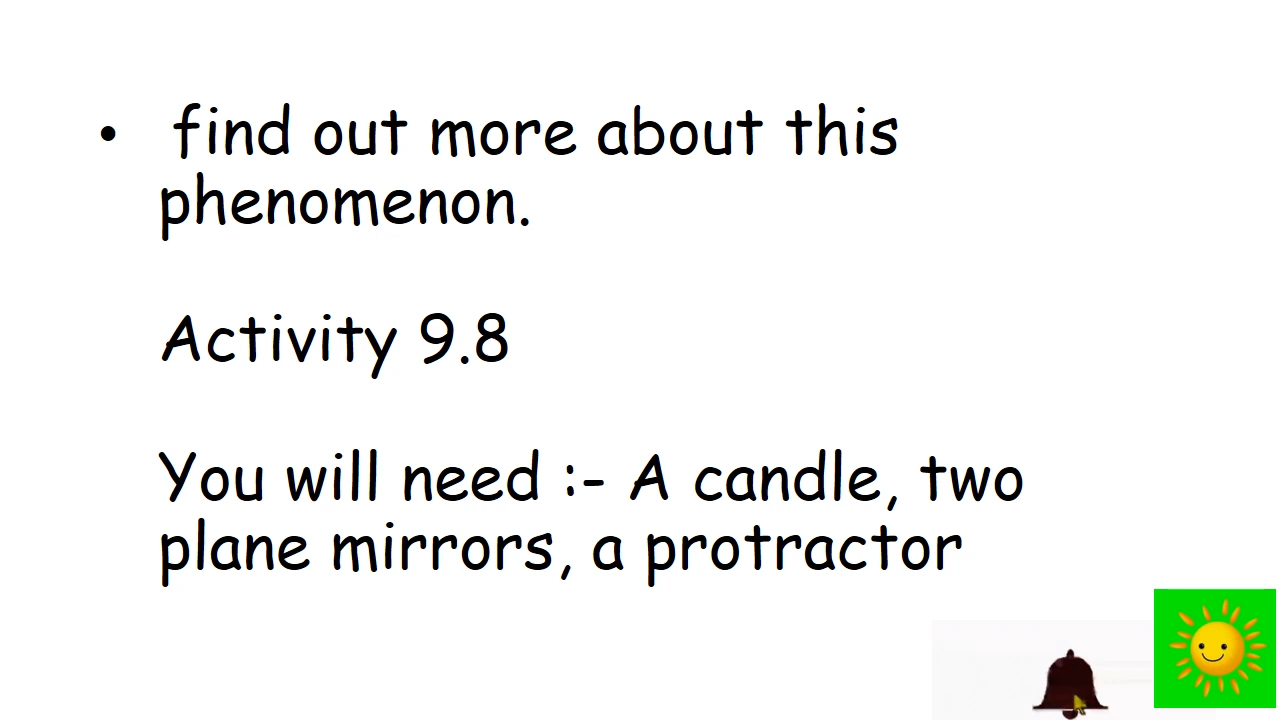 • find out more about this
phenomenon.
Activity 9.8
You will need :- A candle, two
plane mirrors, a protractor